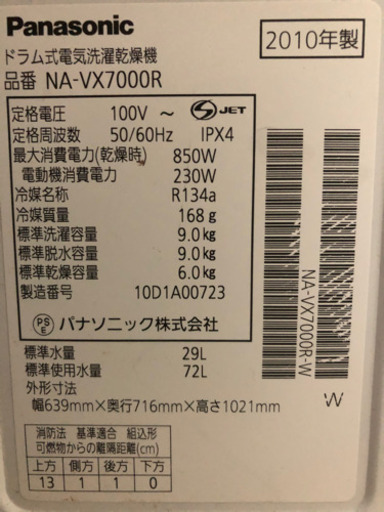 Panasonic
2010年製
ドラム式電気洗濯乾燥機
品番 NA-VX7000R
定格電圧 100V ～ JET
定格周波数 50/60Hz IPX4
最大消費電力(乾燥時) 850W
電動機消費電力 230W
冷媒名称 R134a
冷媒質量 168g
標準洗濯容量 9.0kg
標準脱水容量 9.0kg
標準乾燥容量 6.0kg
製造番号 10D1A00723
PSE パナソニック株式会社
標準水量 29L
標準使用水量 72L
外形寸法
幅639mm×奥行716mm×高さ1021mm
消防法 基準適合 組込形
可燃物からの離隔距離(cm)
上方 側方 後方 下方
13 1 1 0
NA-VX7000R-W
W